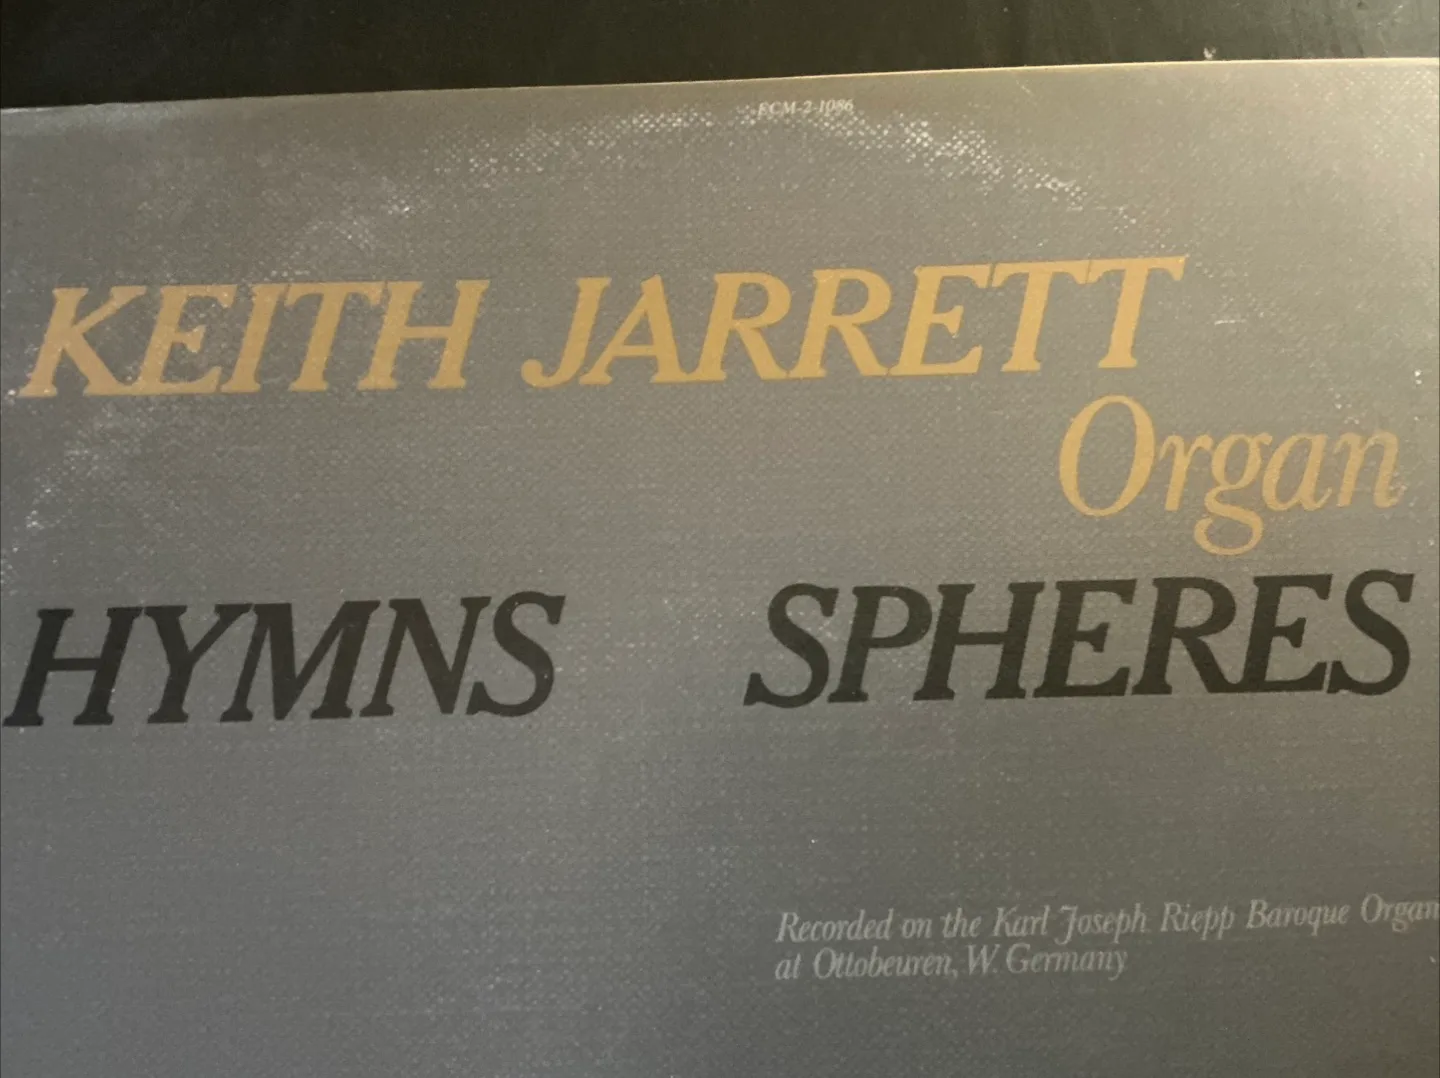 ECM-2-1086
KEITH JARRETT
Organ
HYMNS SPHERES
Recorded on the Karl Joseph Riepp Baroque Organ
at Ottobeuren, W. Germany